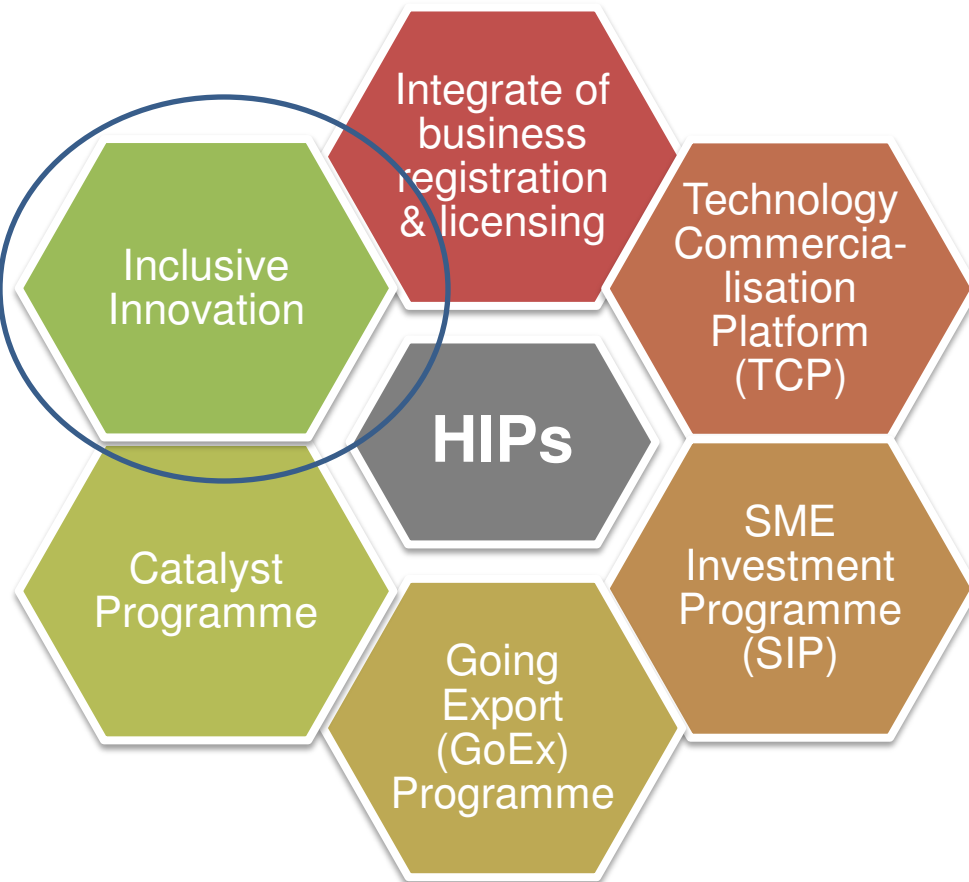 Integrate of
business
registration
& licensing
Technology
Commercia-
lisation
Platform
(TCP)
SME
Investment
Programme
(SIP)
Going
Export
(GoEx)
Programme
Catalyst
Programme
Inclusive
Innovation
HIPs